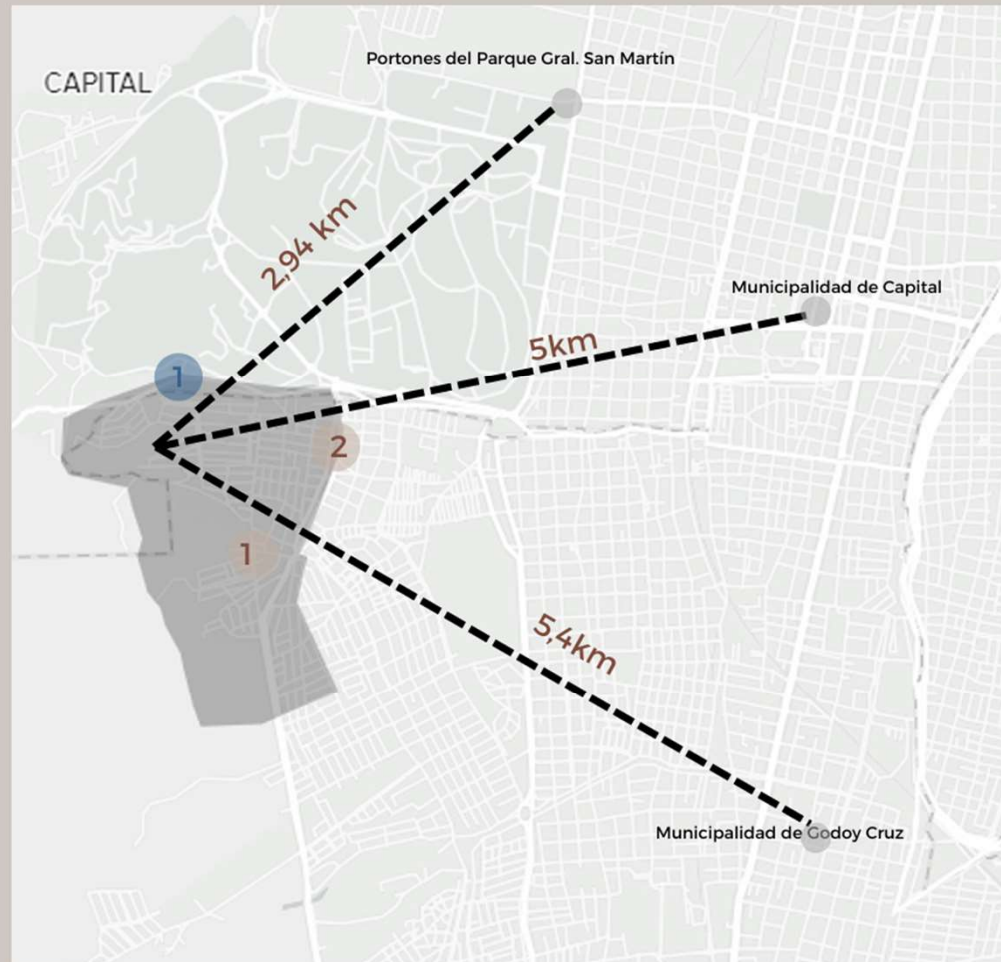 Portones del Parque Gral. San Martín
CAPITAL
2,94 km
Municipalidad de Capital
5km
1
2
1
5,4km
Municipalidad de Godoy Cruz